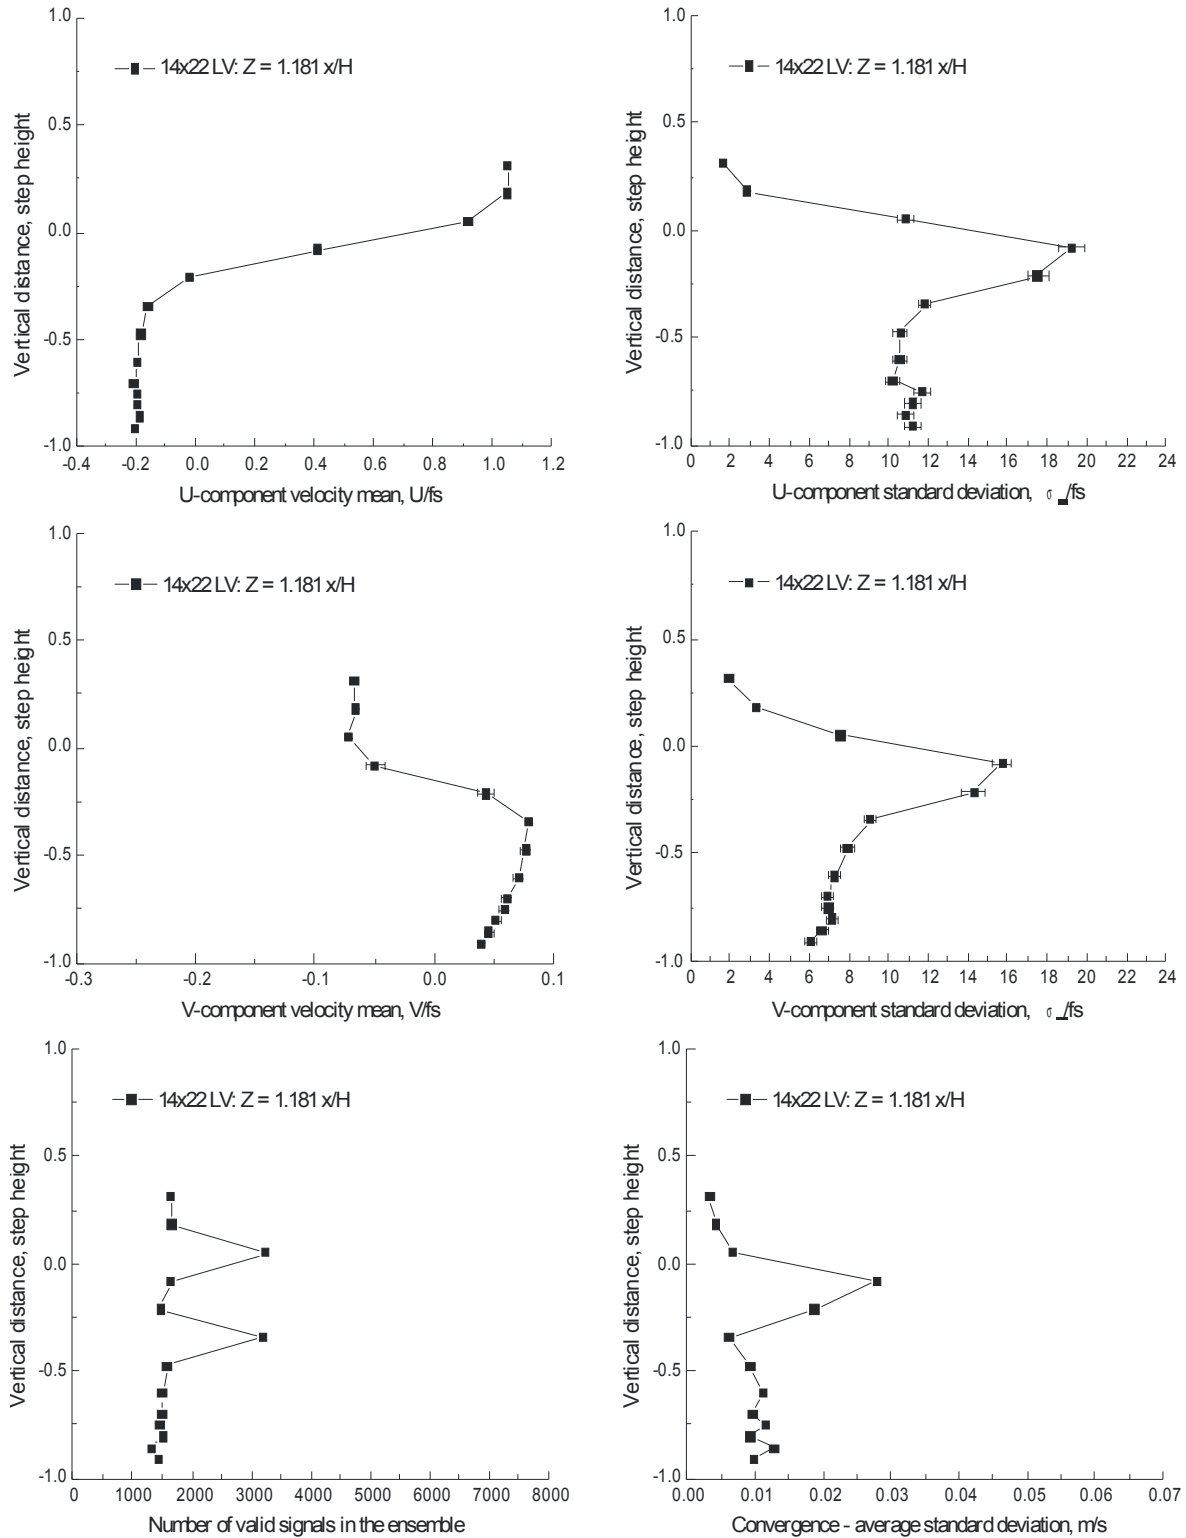 1.0
14x22 LV: Z = 1.181 x/H
0.5
0.0
-0.5
-1.0
Vertical distance, step height
-0.4 -0.2 0.0 0.2 0.4 0.6 0.8 1.0 1.2
U-component velocity mean, U/fs
1.0
14x22 LV: Z = 1.181 x/H
0.5
0.0
-0.5
-1.0
Vertical distance, step height
0 2 4 6 8 10 12 14 16 18 20 22 24
U-component standard deviation, σ_/fs
1.0
14x22 LV: Z = 1.181 x/H
0.5
0.0
-0.5
-1.0
Vertical distance, step height
-0.3 -0.2 -0.1 0.0 0.1
V-component velocity mean, V/fs
1.0
14x22 LV: Z = 1.181 x/H
0.5
0.0
-0.5
-1.0
Vertical distance, step height
0 2 4 6 8 10 12 14 16 18 20 22 24
V-component standard deviation, σ_/fs
1.0
14x22 LV: Z = 1.181 x/H
0.5
0.0
-0.5
-1.0
Vertical distance, step height
0 1000 2000 3000 4000 5000 6000 7000 8000
Number of valid signals in the ensemble
1.0
14x22 LV: Z = 1.181 x/H
0.5
0.0
-0.5
-1.0
Vertical distance, step height
0.00 0.01 0.02 0.03 0.04 0.05 0.06 0.07
Convergence - average standard deviation, m/s